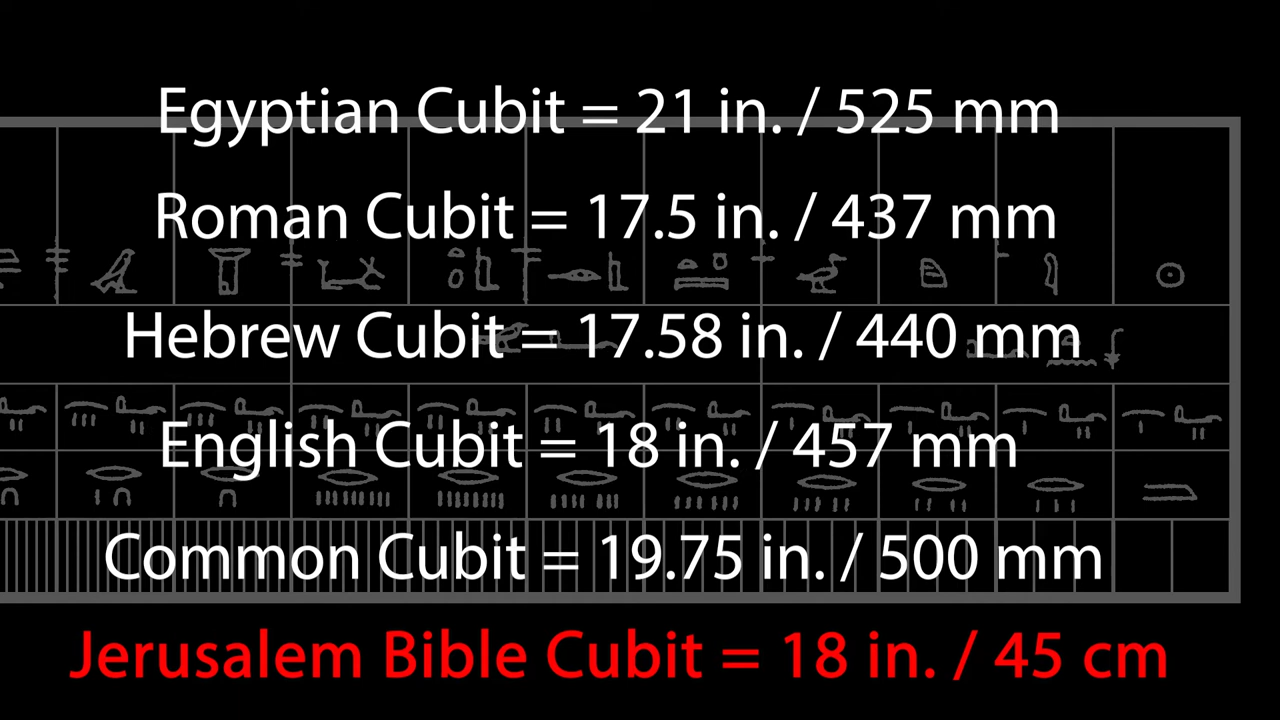 Egyptian Cubit = 21 in. / 525 mm
Roman Cubit = 17.5 in. / 437 mm
Hebrew Cubit = 17.58 in. / 440 mm
English Cubit = 18 in. / 457 mm
Common Cubit = 19.75 in. / 500 mm
Jerusalem Bible Cubit = 18 in. / 45 cm